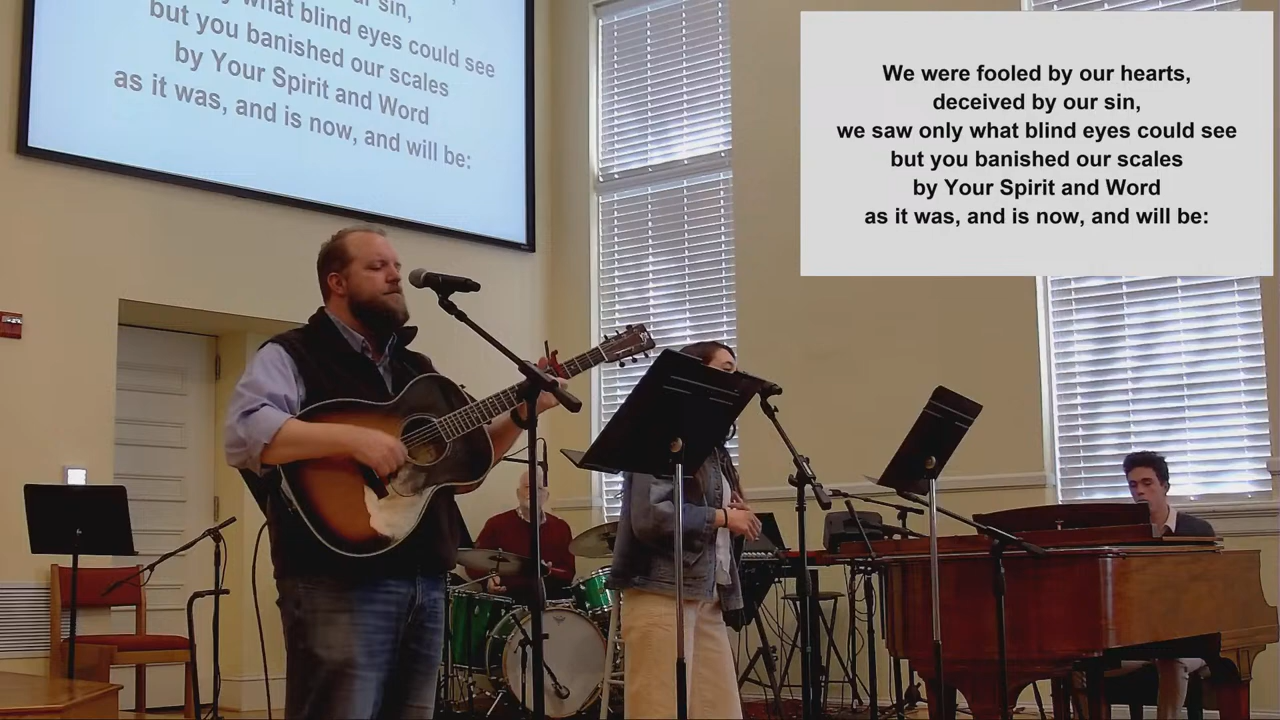 ur sin,
what blind eyes could see
but you banished our scales
by Your Spirit and Word
as it was, and is now, and will be:
We were fooled by our hearts,
deceived by our sin,
we saw only what blind eyes could see
but you banished our scales
by Your Spirit and Word
as it was, and is now, and will be: